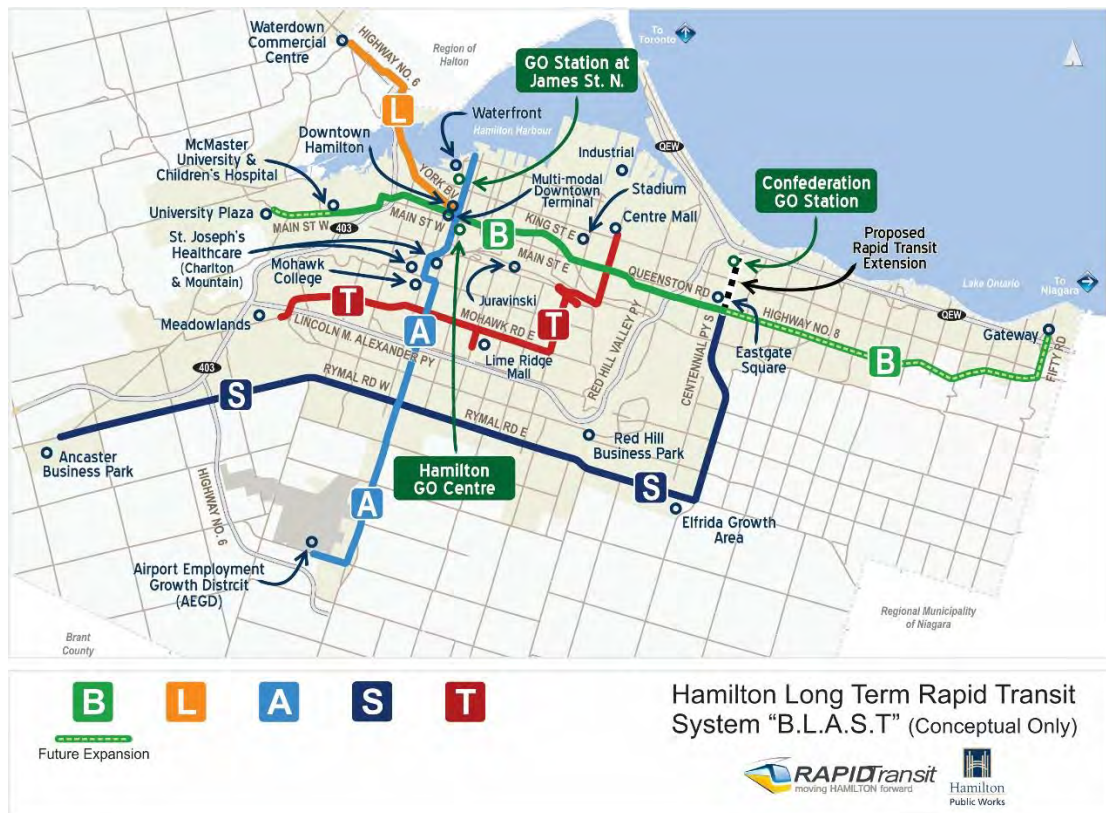 Waterdown
Commercial
Centre
HIGHWAY NO. 6
Region of
Halton
GO Station at
James St. N.
To
Toronto
L
Downtown
Hamilton
Waterfront
Hamilton Harbour
McMaster
University &
Children's Hospital
YORK BV
Multi-modal
Downtown
Terminal
Industrial
Stadium
Centre Mall
QEW
Confederation
GO Station
University Plaza
MAIN ST W
403
MAIN ST W
B
KING ST E
MAIN ST E
Proposed
Rapid Transit
Extension
St. Joseph's
Healthcare
(Charlton
& Mountain)
Mohawk
College
Juravinski
QUEENSTON RD
Lake Ontario
To
Niagara
T
A
MOHAWK RD E
T
Meadowlands
LINCOLN M. ALEXANDER PY
Lime Ridge
Mall
RED HILL VALLEY PY
CENTENNIAL PY S
Eastgate
Square
HIGHWAY NO. 8
B
QEW
Gateway
FIFTY RD
403
S
RYMAL RD W
RYMAL RD E
Red Hill
Business Park
Ancaster
Business Park
HIGHWAY NO. 6
Hamilton
GO Centre
A
S
Elfrida Growth
Area
Airport Employment
Growth Distrcit
(AEGD)
Brant
County
Regional Municipality
of Niagara
B
L
A
S
T
Future Expansion
Hamilton Long Term Rapid Transit
System “B.L.A.S.T” (Conceptual Only)
RAPIDTransit
moving HAMILTON forward
Hamilton
Public Works